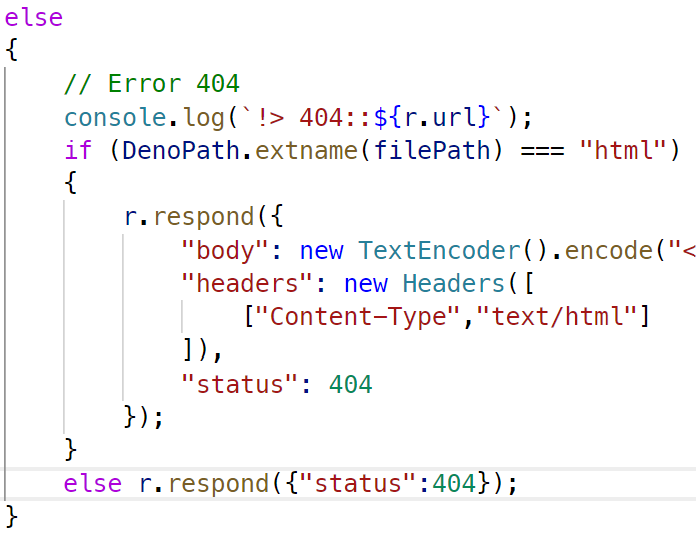 else
{
    // Error 404
    console.log(`!> 404::${r.url}`);
    if (DenoPath.extname(filePath) === "html")
    {
        r.respond({
            "body": new TextEncoder().encode("<
            "headers": new Headers([
                ["Content-Type","text/html"]
            ]),
            "status": 404
        });
    }
    else r.respond({"status":404});
}